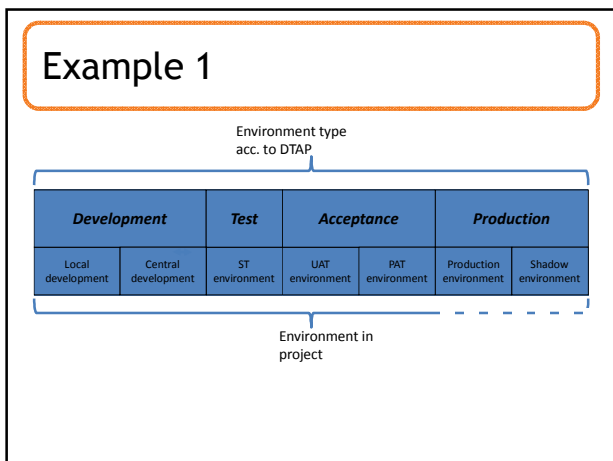 Example 1
Environment type
acc. to DTAP
Development Test Acceptance Production
Local Central ST UAT PAT Production Shadow
development development environment environment environment environment environment
Environment in
project